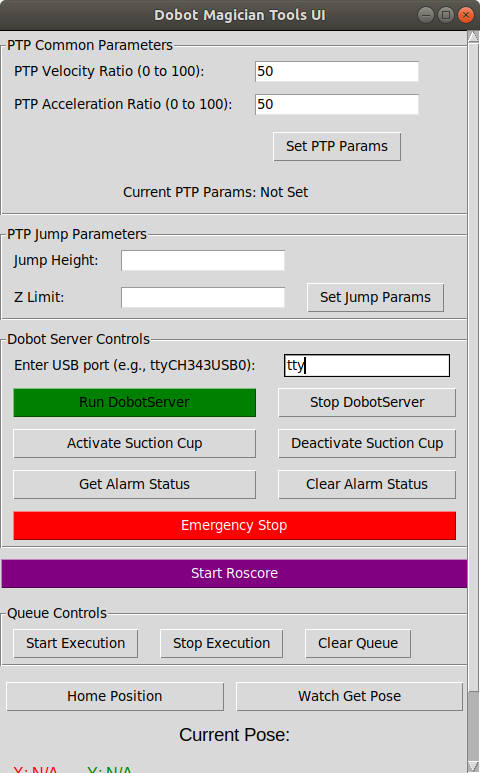 Dobot Magician Tools UI
PTP Common Parameters
PTP Velocity Ratio (0 to 100): 50
PTP Acceleration Ratio (0 to 100): 50
Set PTP Params
Current PTP Params: Not Set
PTP Jump Parameters
Jump Height:
Z Limit: Set Jump Params
Dobot Server Controls
Enter USB port (e.g., ttyCH343USB0): tty
Run DobotServer Stop DobotServer
Activate Suction Cup Deactivate Suction Cup
Get Alarm Status Clear Alarm Status
Emergency Stop
Start Roscore
Queue Controls
Start Execution Stop Execution Clear Queue
Home Position Watch Get Pose
Current Pose:
X: N/A Y: N/A